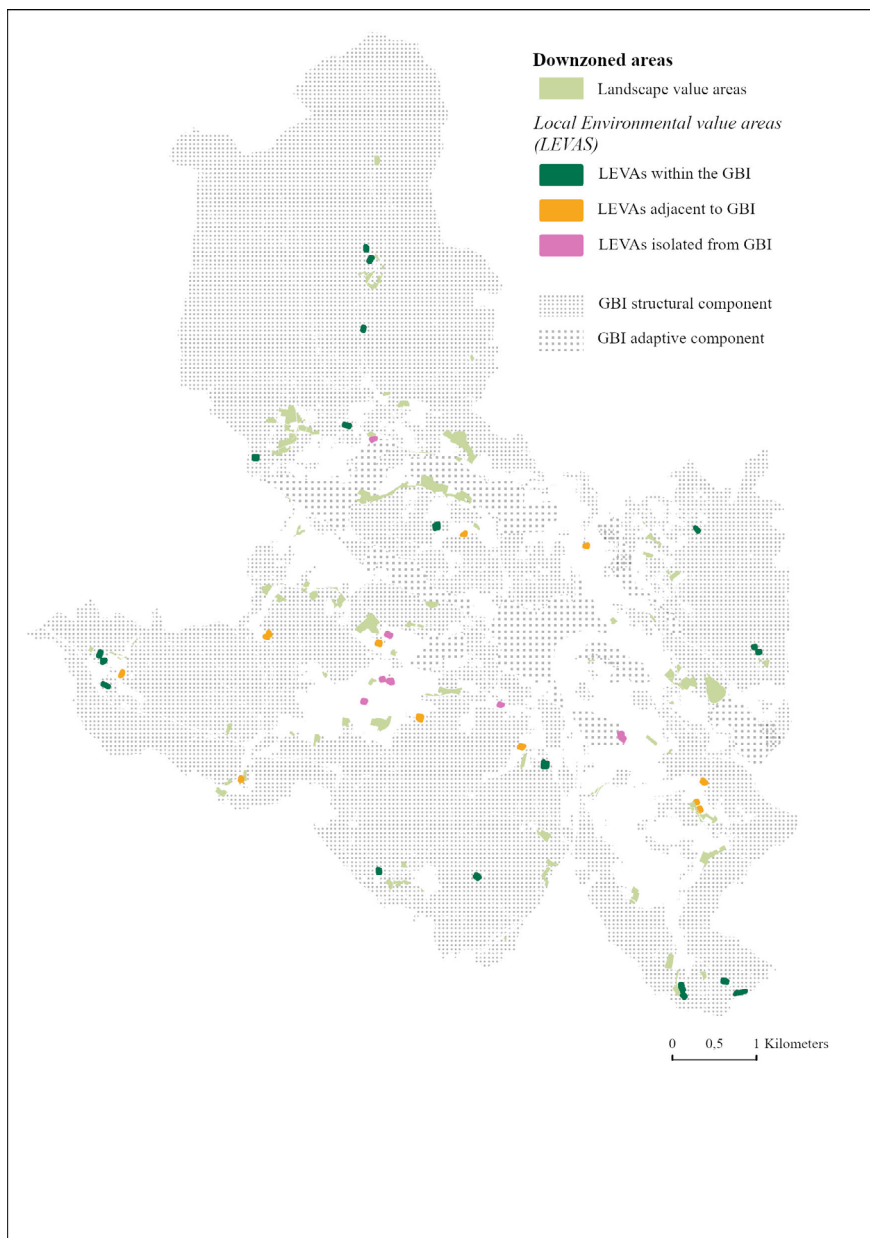 Downzoned areas
Landscape value areas
Local Environmental value areas
(LEVAS)
LEVAs within the GBI
LEVAs adjacent to GBI
LEVAs isolated from GBI
GBI structural component
GBI adaptive component
0 0,5 1 Kilometers